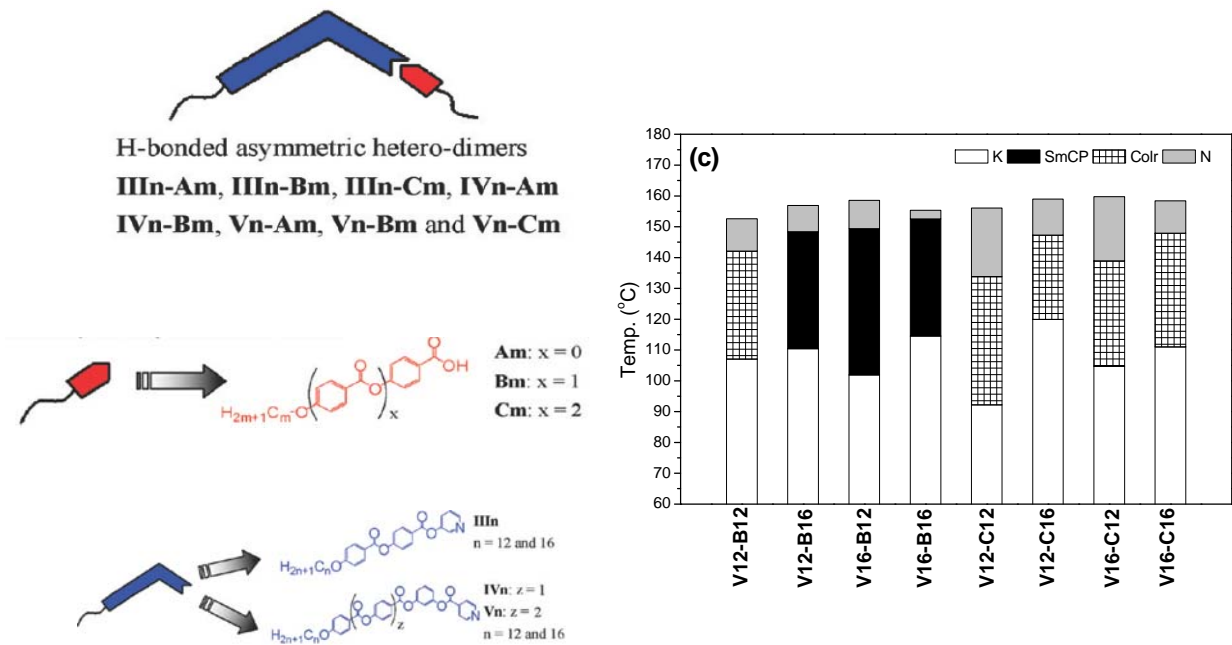 H-bonded asymmetric hetero-dimers
IIIn-Am, IIIn-Bm, IIIn-Cm, IVn-Am
IVn-Bm, Vn-Am, Vn-Bm and Vn-Cm
O
O
OH
O
H2m+1Cm-O
x
Am: x = 0
Bm: x = 1
Cm: x = 2
O
O
O
O
N
H2n+1CnO
IIIn
n = 12 and 16
O
O
O
O
O
O
N
H2n+1CnO
z
IVn: z = 1
Vn: z = 2
n = 12 and 16
(c)
K SmCP Colr N
Temp. (°C)
180
170
160
150
140
130
120
110
100
90
80
70
60
V12-B12
V12-B16
V16-B12
V16-B16
V12-C12
V12-C16
V16-C12
V16-C16